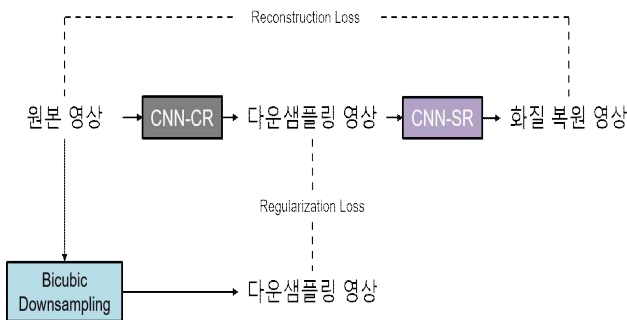 Reconstruction Loss
원본 영상
CNN-CR
다운샘플링 영상
CNN-SR
화질 복원 영상
Regularization Loss
Bicubic
Downsampling
다운샘플링 영상